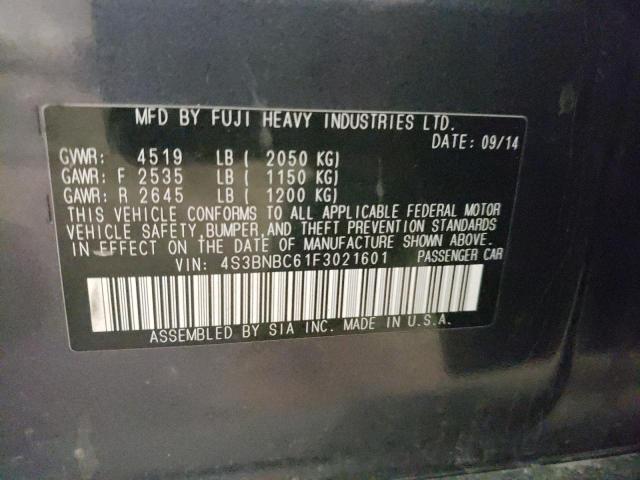 MFD BY FUJI HEAVY INDUSTRIES LTD.
DATE: 09/14
GVWR: 4519 LB ( 2050 KG)
GAWR: F 2535 LB ( 1150 KG)
GAWR: R 2645 LB ( 1200 KG)
THIS VEHICLE CONFORMS TO ALL APPLICABLE FEDERAL MOTOR
VEHICLE SAFETY, BUMPER, AND THEFT PREVENTION STANDARDS
IN EFFECT ON THE DATE OF MANUFACTURE SHOWN ABOVE.
VIN: 4S3BNBC61F3021601 PASSENGER CAR
ASSEMBLED BY SIA INC. MADE IN U.S.A.